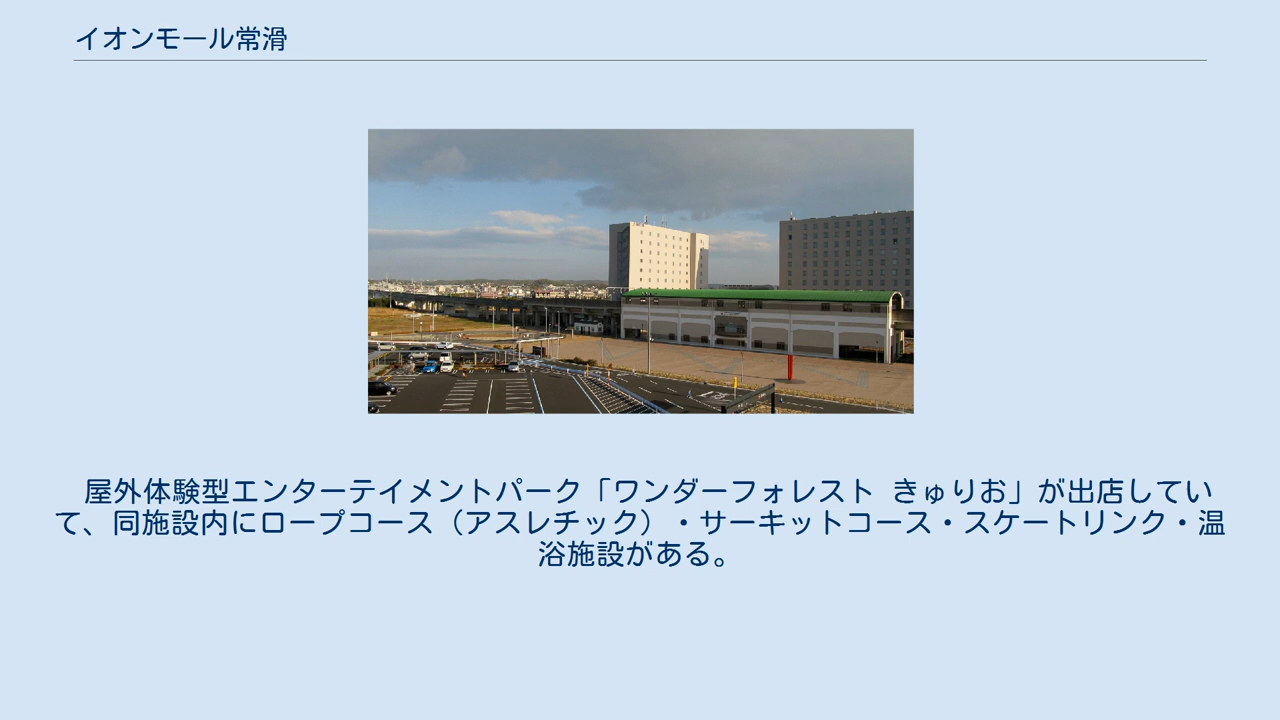 イオンモール常滑
屋外体験型エンターテイメントパーク「ワンダーフォレスト きゅりお」が出店してい
て、同施設内にロープコース（アスレチック）・サーキットコース・スケートリンク・温
浴施設がある。